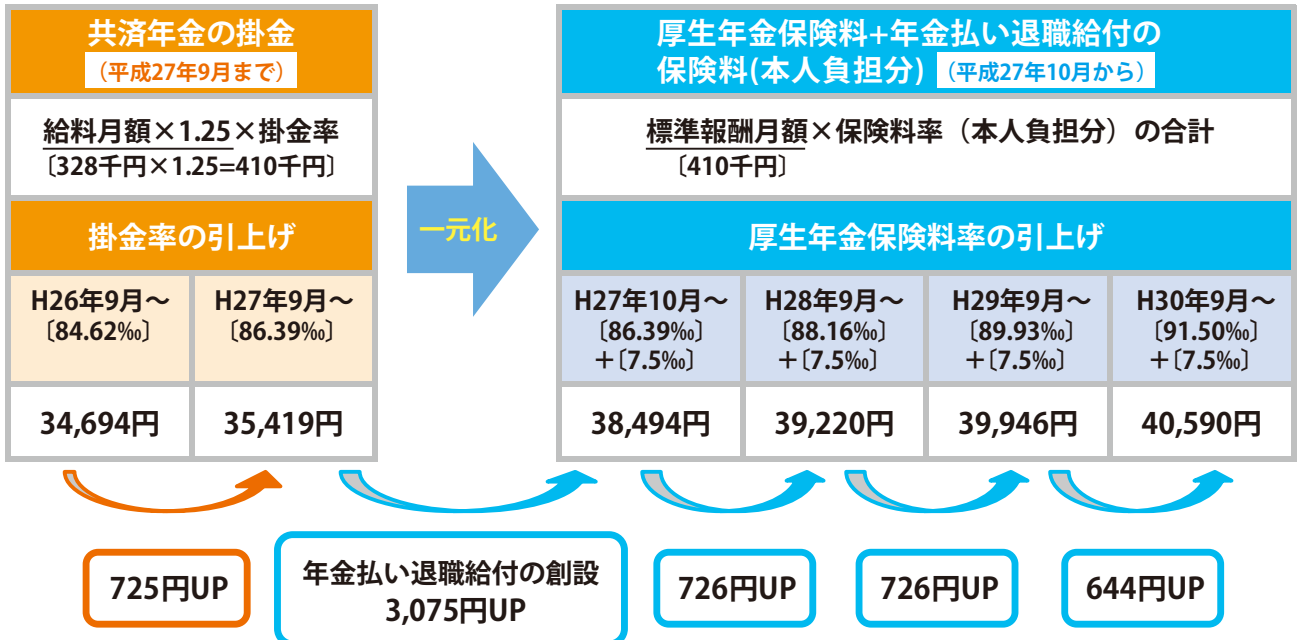 共済年金の掛金
（平成27年9月まで）
給料月額×1.25×掛金率
〔328千円×1.25=410千円〕
掛金率の引上げ
H26年9月～
〔84.62‰〕
H27年9月～
〔86.39‰〕
34,694円
35,419円
一元化
厚生年金保険料+年金払い退職給付の
保険料(本人負担分)（平成27年10月から）
標準報酬月額×保険料率（本人負担分）の合計
〔410千円〕
厚生年金保険料率の引上げ
H27年10月～
〔86.39‰〕
＋〔7.5‰〕
H28年9月～
〔88.16‰〕
＋〔7.5‰〕
H29年9月～
〔89.93‰〕
＋〔7.5‰〕
H30年9月～
〔91.50‰〕
＋〔7.5‰〕
38,494円
39,220円
39,946円
40,590円
725円UP
年金払い退職給付の創設
3,075円UP
726円UP
726円UP
644円UP